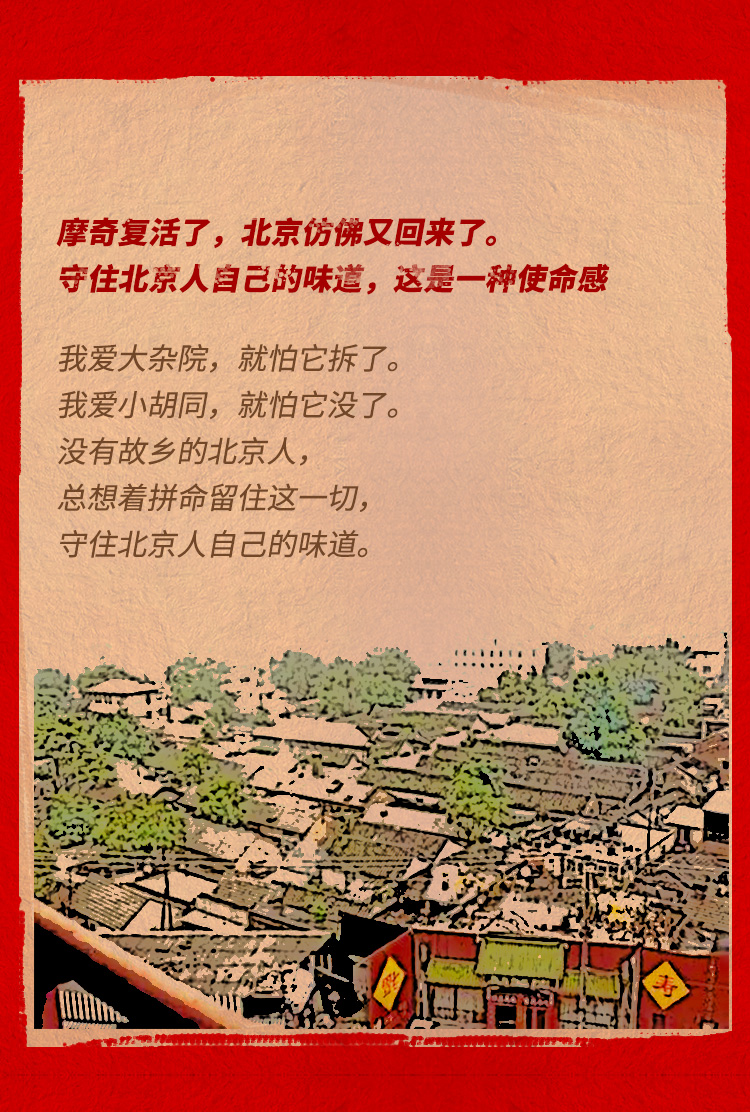 摩奇复活了，北京仿佛又回来了。
守住北京人自己的味道，这是一种使命感
我爱大杂院，就怕它拆了。
我爱小胡同，就怕它没了。
没有故乡的北京人，
总想着拼命留住这一切，
守住北京人自己的味道。
寿